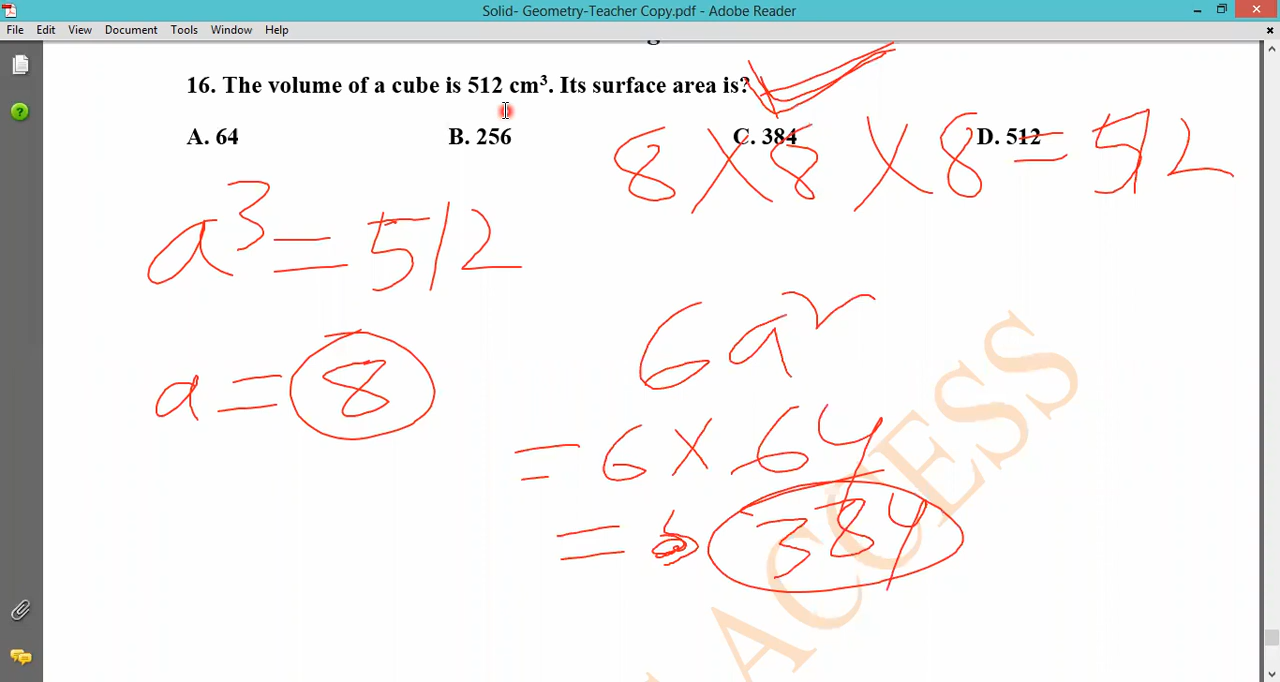 Solid- Geometry-Teacher Copy.pdf - Adobe Reader
File Edit View Document Tools Window Help
16. The volume of a cube is 512 cm³. Its surface area is?
A. 64 B. 256 C. 384 D. 512
8 × 8 × 8 = 512
a³ = 512
6a²
a = 8
= 6 × 64
= 384
ACCESS